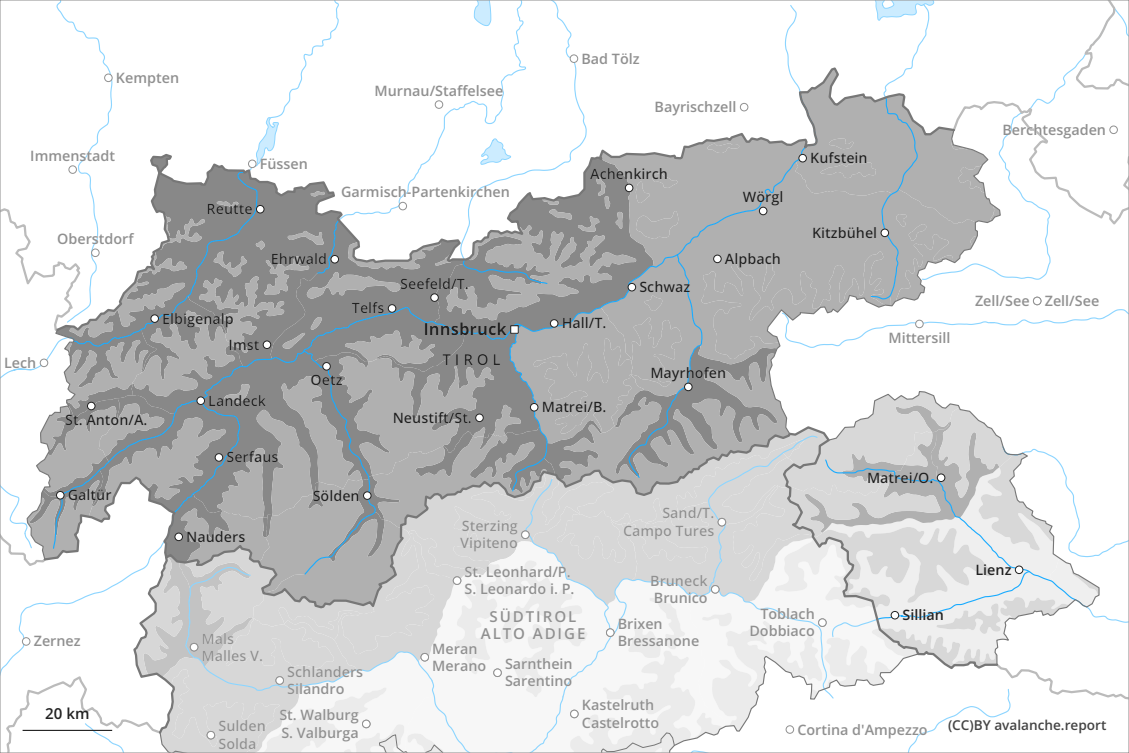 Kempten
Bad Tölz
Murnau/Staffelsee
Bayrischzell
Berchtesgaden
Immenstadt
Füssen
Kufstein
Achenkirch
Garmisch-Partenkirchen
Wörgl
Reutte
Oberstdorf
Kitzbühel
Ehrwald
Alpbach
Seefeld/T.
Schwaz
Zell/See
Zell/See
Telfs
Elbigenalp
Innsbruck
Hall/T.
Mittersill
Imst
TIROL
Lech
Oetz
Mayrhofen
Landeck
Matrei/B.
St. Anton/A.
Neustift/St.
Serfaus
Matrei/O.
Galtür
Sölden
Sand/T.
Campo Tures
Sterzing
Vipiteno
Nauders
Lienz
St. Leonhard/P.
S. Leonardo i. P.
Bruneck
Brunico
SÜDTIROL
ALTO ADIGE
Toblach
Dobbiaco
Sillian
Brixen
Bressanone
Zernez
Mals
Malles V.
Meran
Merano
Sarnthein
Sarentino
Schlanders
Silandro
Kastelruth
Castelrotto
20 km
St. Walburg
S. Valburga
Sulden
Solda
Cortina d'Ampezzo
(CC)BY avalanche.report